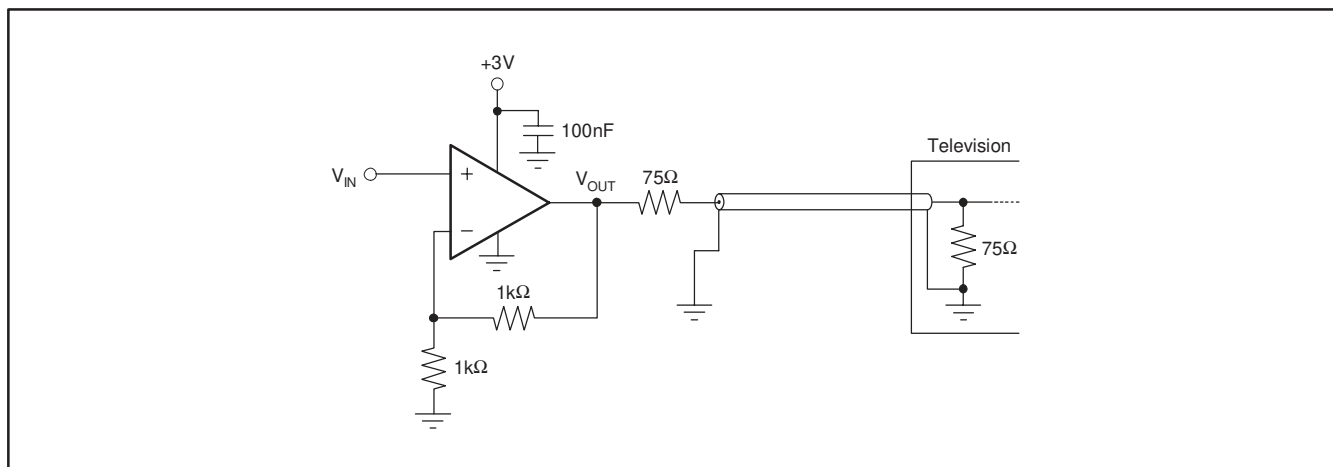 +3V
100nF
Television
V_IN
+
−
V_OUT
75Ω
75Ω
1kΩ
1kΩ